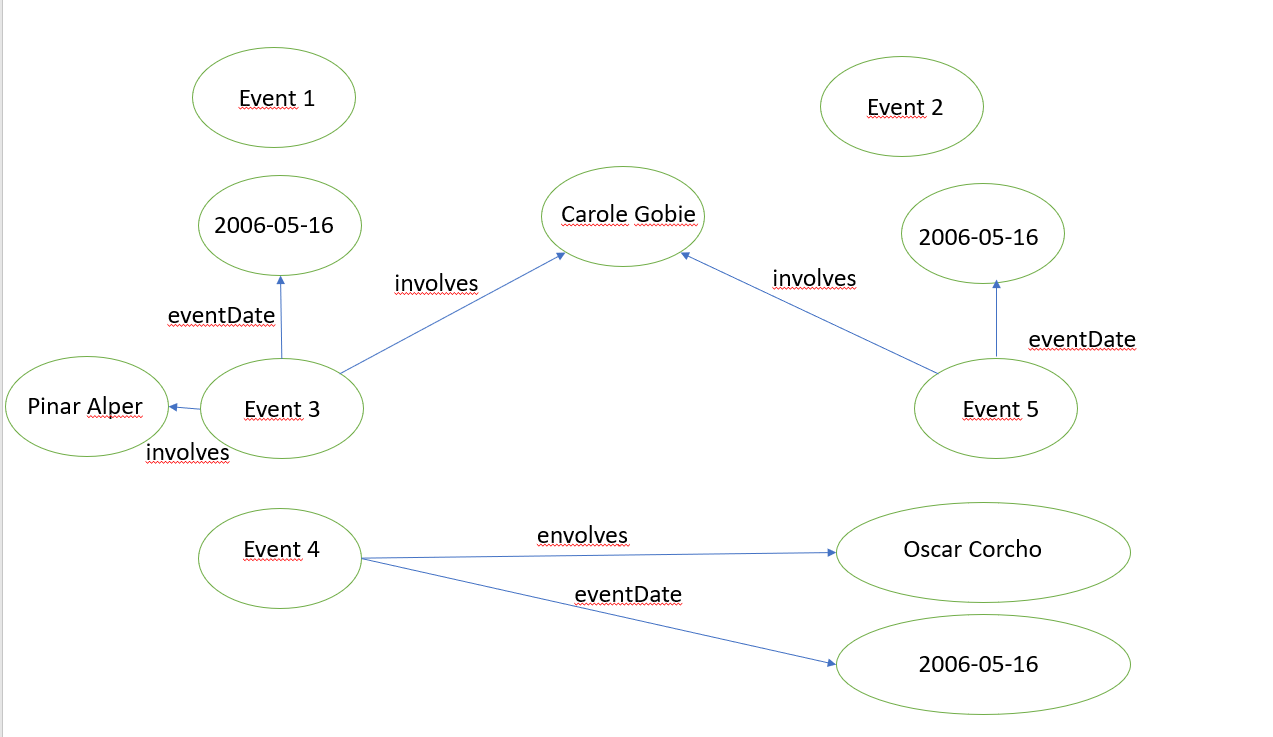 Event 1
Event 2
2006-05-16
Carole Gobie
2006-05-16
involves
involves
eventDate
eventDate
Pinar Alper
Event 3
Event 5
involves
Event 4
envolves
Oscar Corcho
eventDate
2006-05-16